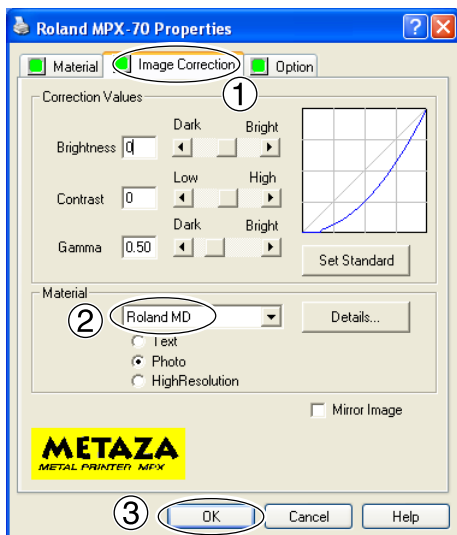 Roland MPX-70 Properties
Material Image Correction Option
1
Correction Values
Dark Bright
Brightness 0
Low High
Contrast 0
Dark Bright
Gamma 0.50
Set Standard
Material
2 Roland MD Details...
Text
Photo
HighResolution
Mirror Image
METAZA
METAL PRINTER MPX
3 OK Cancel Help